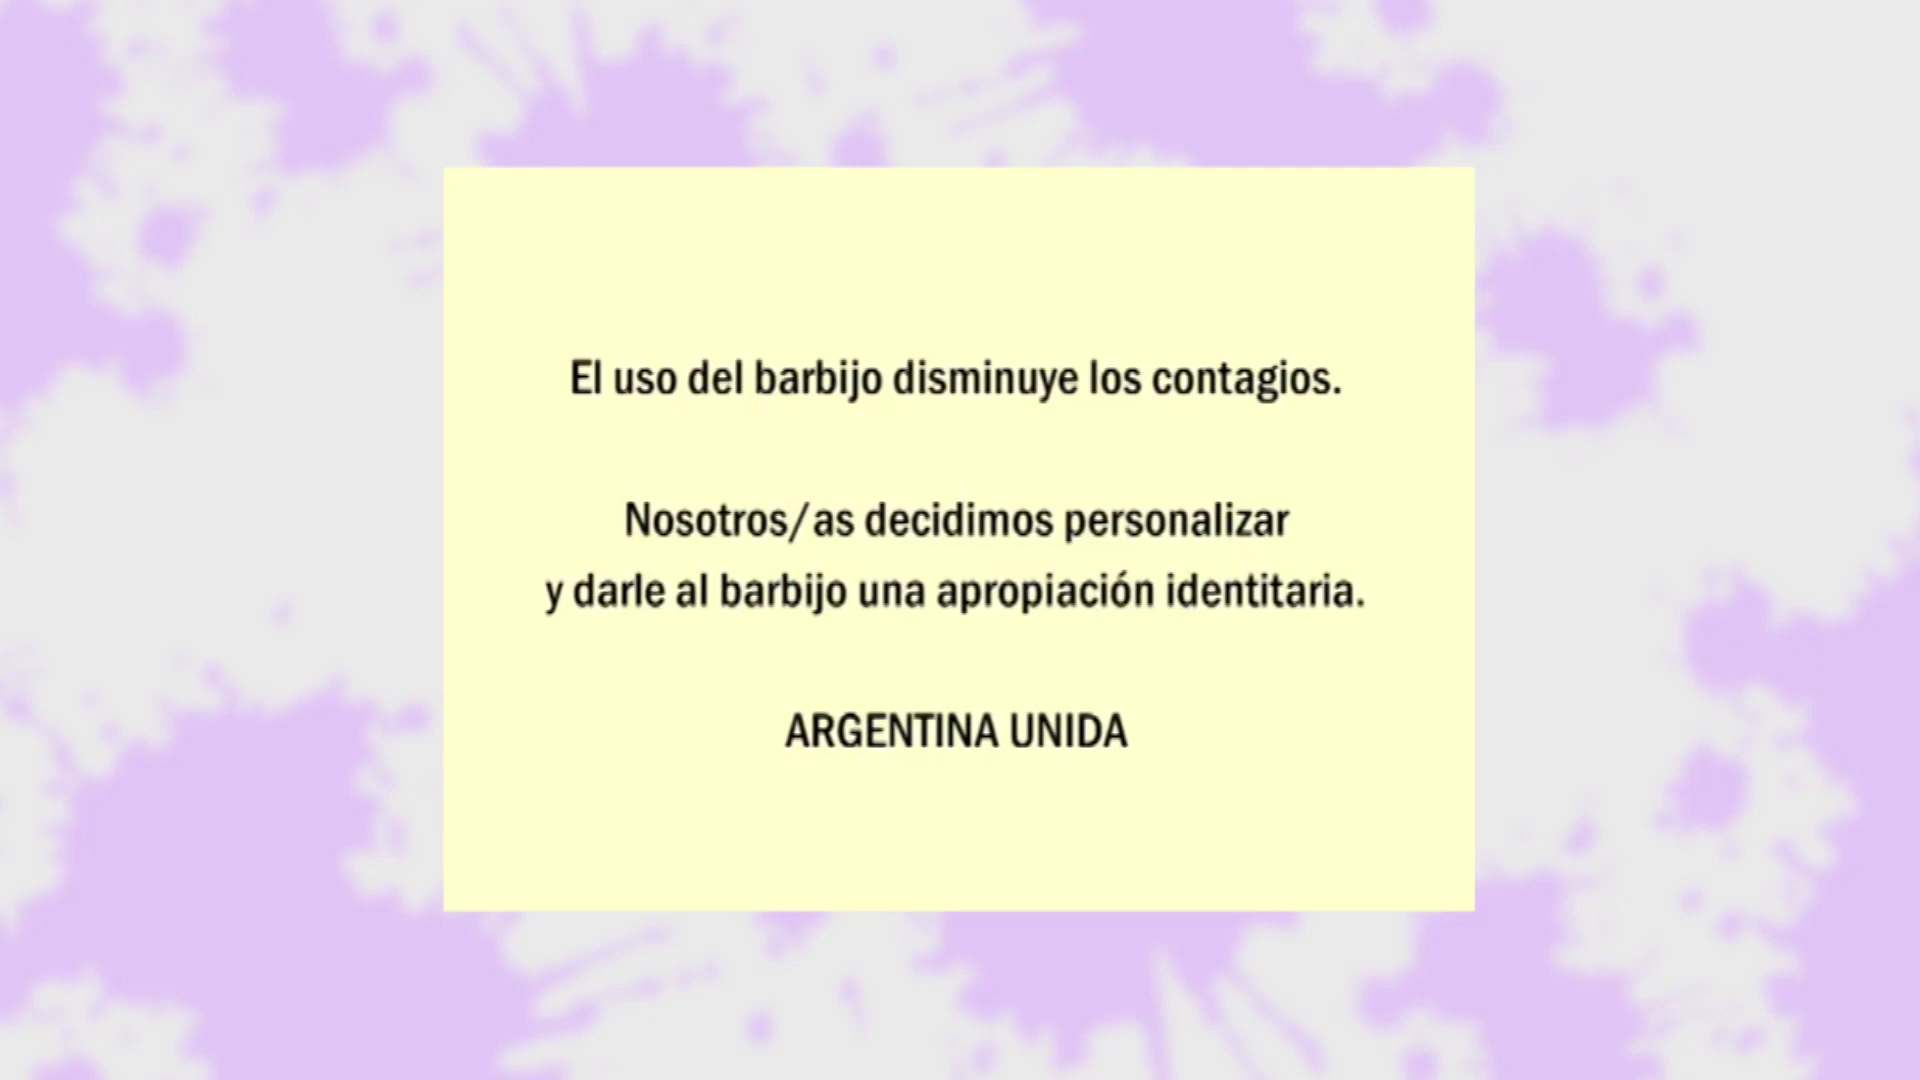 El uso del barbijo disminuye los contagios.
Nosotros/as decidimos personalizar
y darle al barbijo una apropiación identitaria.
ARGENTINA UNIDA